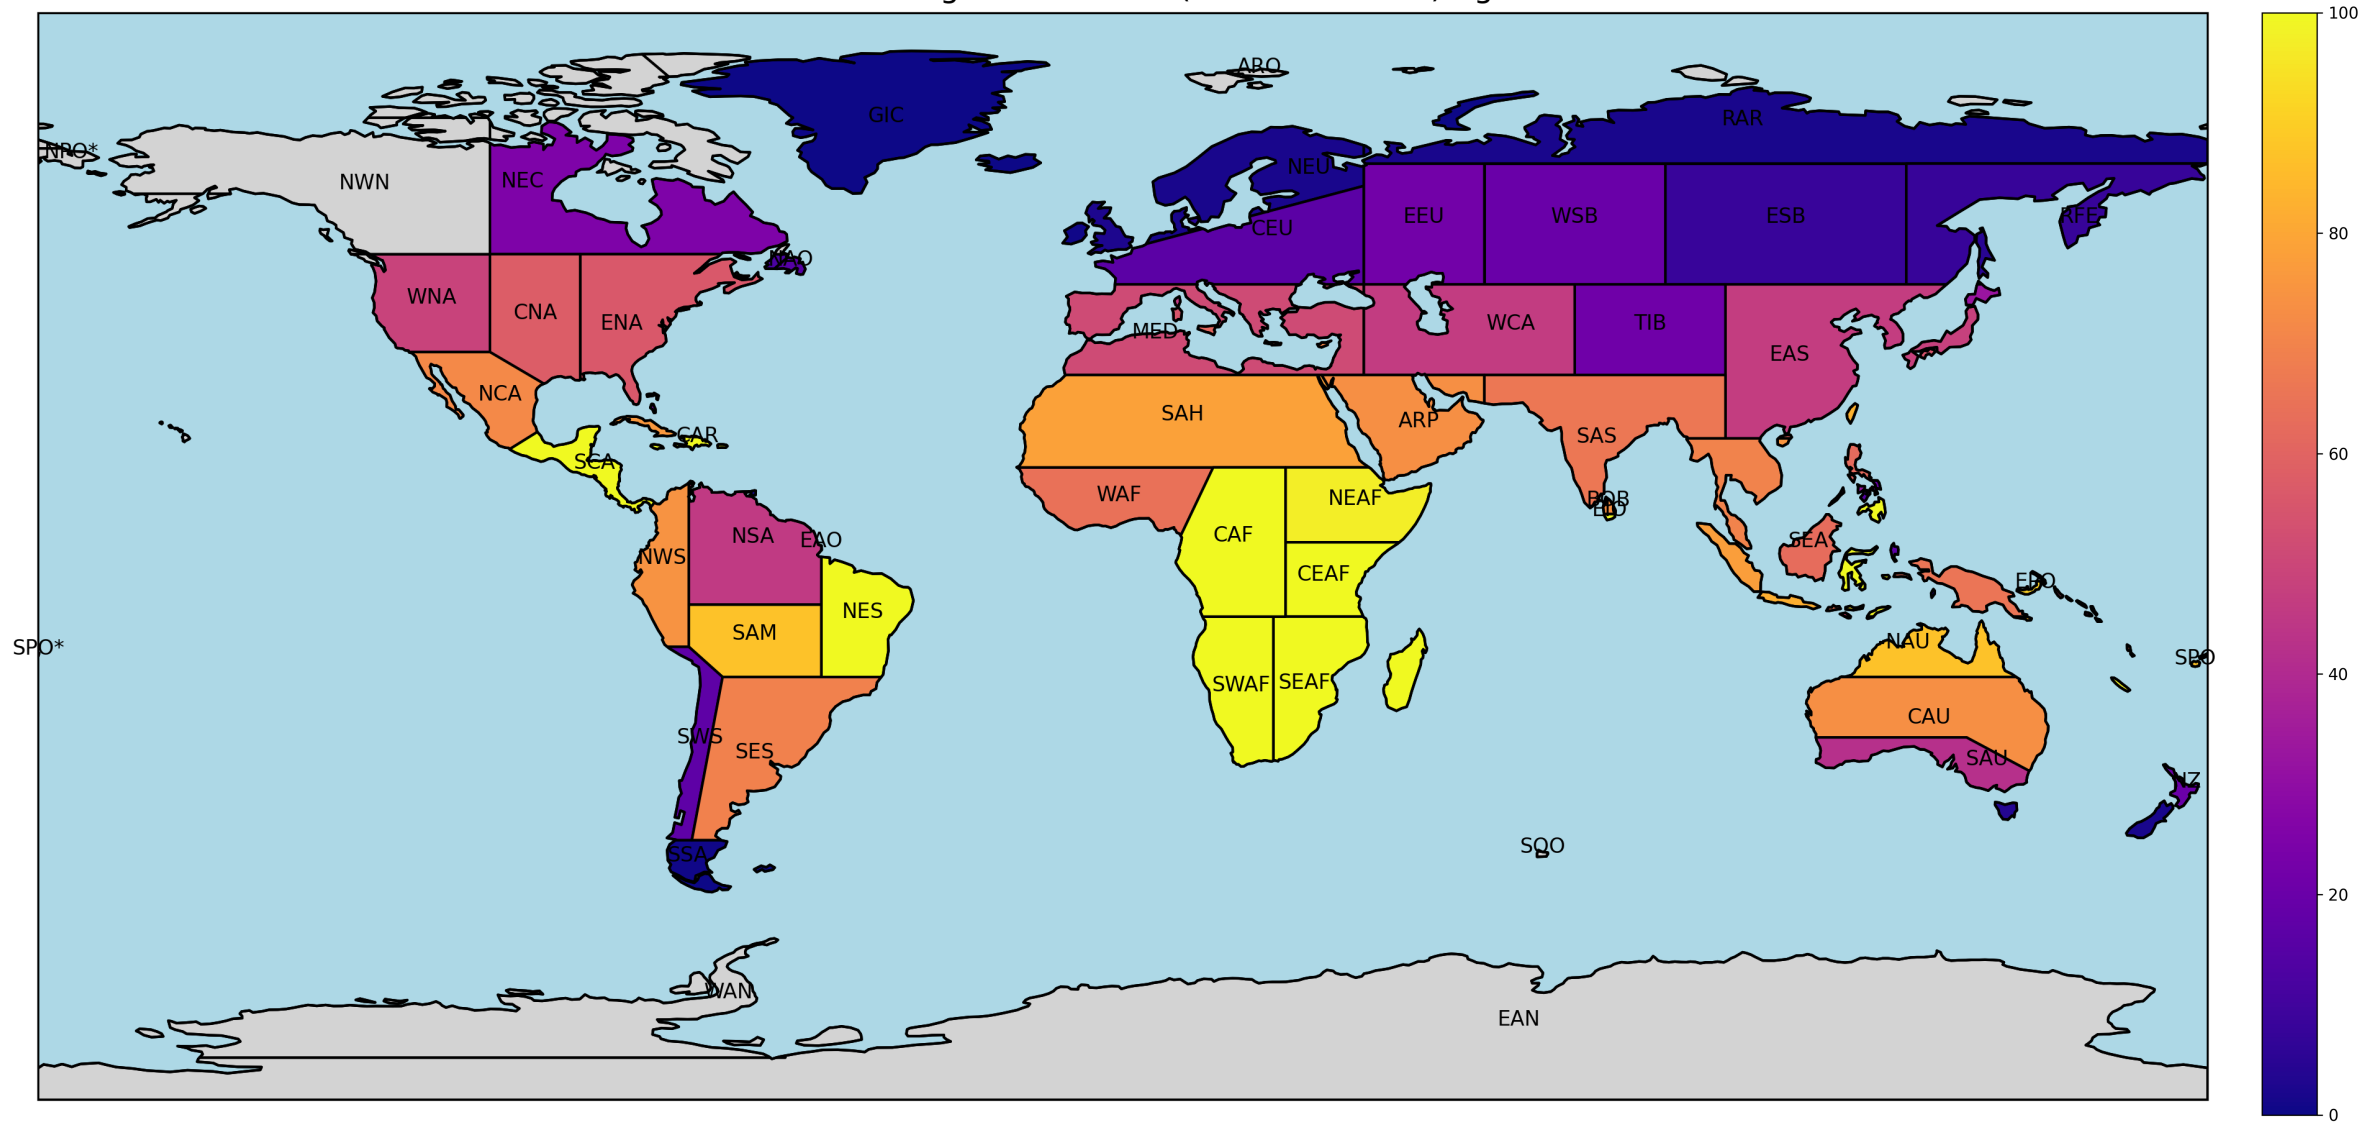 ARO
GIC
RAR
NPO*
NEU
NWN
NEC
EEU
WSB
ESB
RFE
CEU
NAO
WNA
CNA
ENA
MED
WCA
TIB
EAS
NCA
SAH
ARP
SAS
CAR
SCA
WAF
NEAF
BOB
EIO
CAF
NWS
NSA
EAO
SEA
CEAF
EPO
NES
SAM
NAU
SPO*
SPO
SWAF
SEAF
CAU
SWS
SES
SAU
NZ
SOO
SSA
WAN
EAN
100
80
60
40
20
0